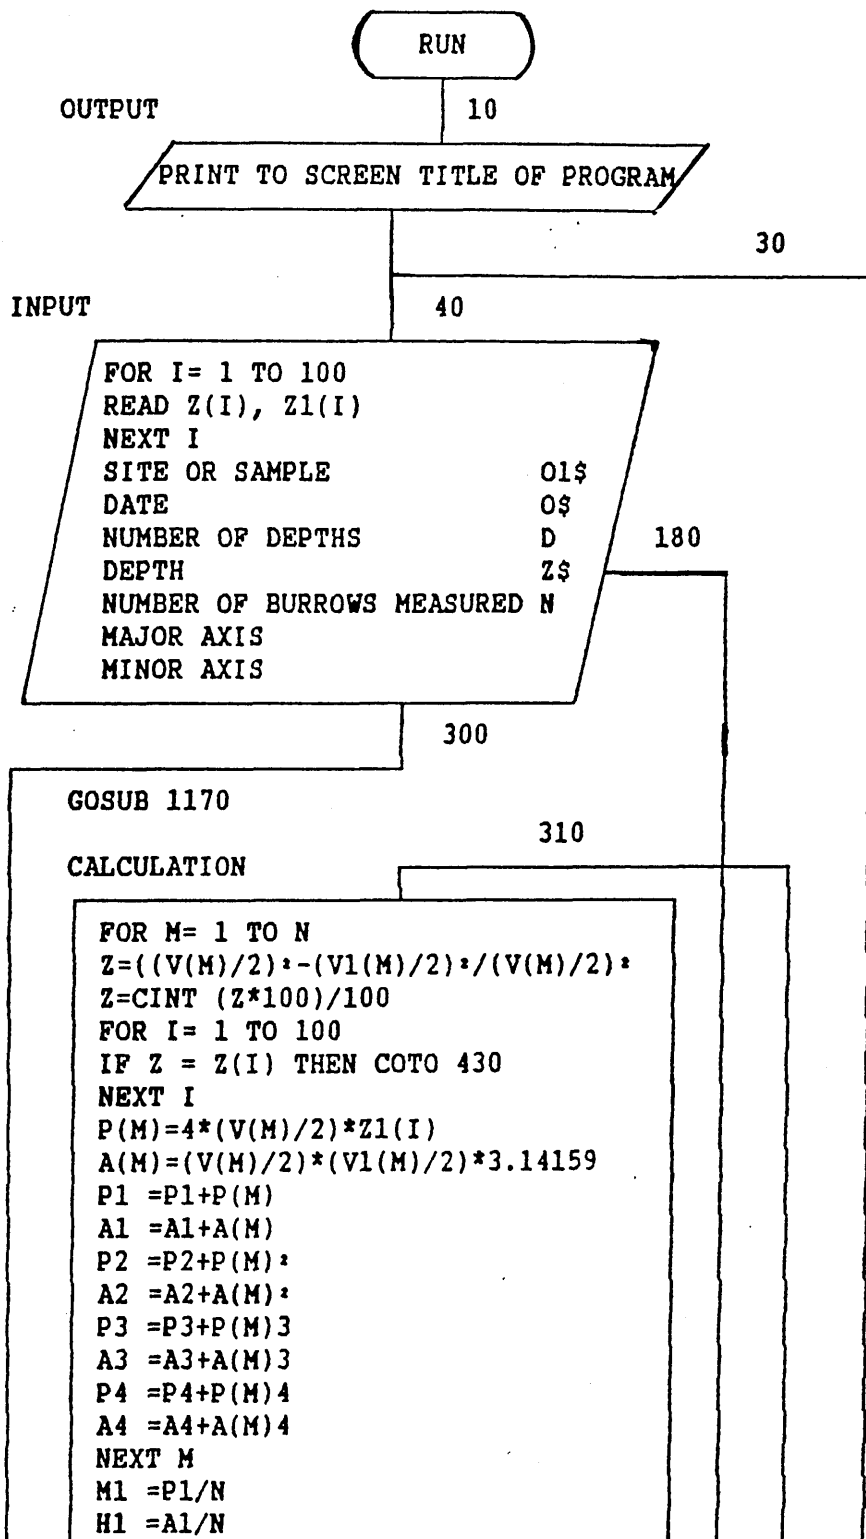 RUN
OUTPUT 10
PRINT TO SCREEN TITLE OF PROGRAM
30
INPUT 40
FOR I= 1 TO 100
READ Z(I), Z1(I)
NEXT I
SITE OR SAMPLE O1$
DATE O$
NUMBER OF DEPTHS D 180
DEPTH Z$
NUMBER OF BURROWS MEASURED N
MAJOR AXIS
MINOR AXIS
300
GOSUB 1170
310
CALCULATION
FOR M= 1 TO N
Z=((V(M)/2)²-(V1(M)/2)²/(V(M)/2)²
Z=CINT (Z*100)/100
FOR I= 1 TO 100
IF Z = Z(I) THEN COTO 430
NEXT I
P(M)=4*(V(M)/2)*Z1(I)
A(M)=(V(M)/2)*(V1(M)/2)*3.14159
P1 =P1+P(M)
A1 =A1+A(M)
P2 =P2+P(M)²
A2 =A2+A(M)²
P3 =P3+P(M)3
A3 =A3+A(M)3
P4 =P4+P(M)4
A4 =A4+A(M)4
NEXT M
M1 =P1/N
H1 =A1/N